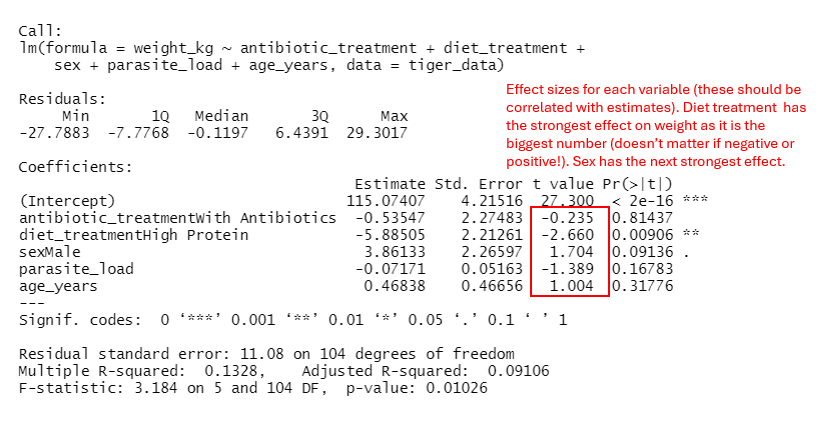 Call:
lm(formula = weight_kg ~ antibiotic_treatment + diet_treatment +
    sex + parasite_load + age_years, data = tiger_data)
Effect sizes for each variable (these should be
correlated with estimates). Diet treatment  has
the strongest effect on weight as it is the
biggest number (doesn’t matter if negative or
positive!). Sex has the next strongest effect.
Residuals:
     Min       1Q   Median       3Q      Max
-27.7883  -7.7768  -0.1197   6.4391  29.3017
Coefficients:
                                      Estimate Std. Error t value Pr(>|t|)
(Intercept)                          115.07407    4.21516  27.300  < 2e-16 ***
antibiotic_treatmentWith Antibiotics  -0.53547    2.27483  -0.235  0.81437
diet_treatmentHigh Protein            -5.88505    2.21261  -2.660  0.00906 **
sexMale                                3.86133    2.26597   1.704  0.09136 .
parasite_load                         -0.07171    0.05163  -1.389  0.16783
age_years                              0.46838    0.46656   1.004  0.31776
---
Signif. codes:  0 ‘***’ 0.001 ‘**’ 0.01 ‘*’ 0.05 ‘.’ 0.1 ‘ ’ 1
Residual standard error: 11.08 on 104 degrees of freedom
Multiple R-squared:  0.1328,    Adjusted R-squared:  0.09106
F-statistic: 3.184 on 5 and 104 DF,  p-value: 0.01026